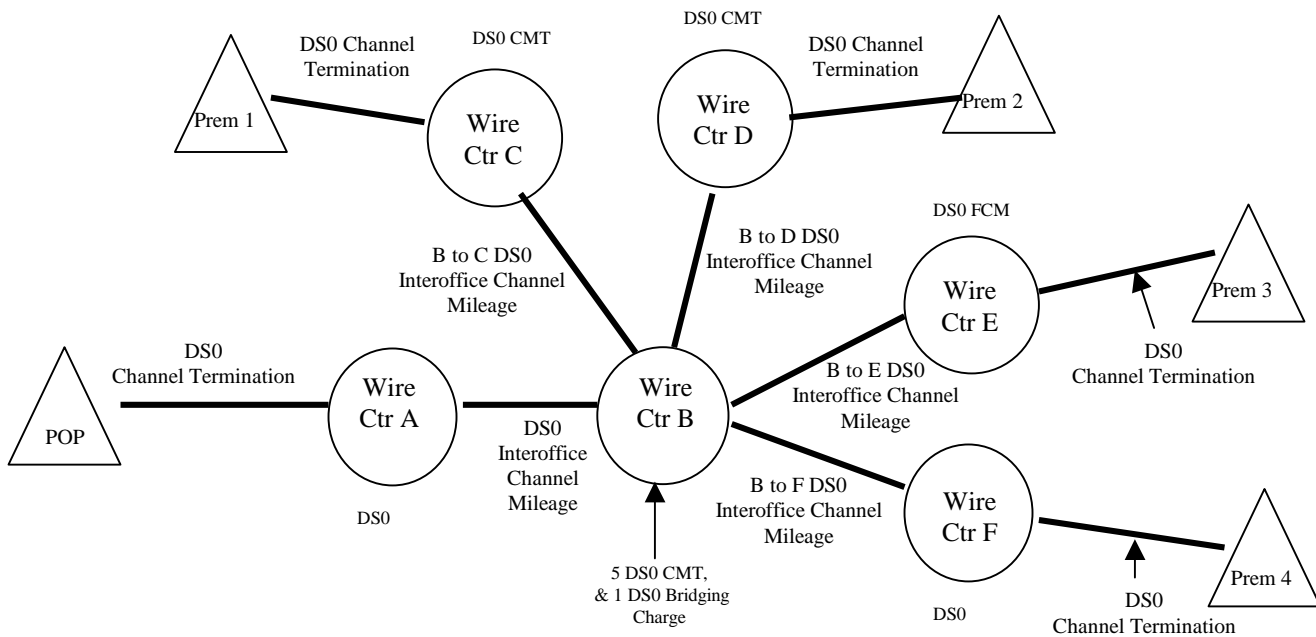 DS0 CMT
DS0 CMT
DS0 Channel
Termination
DS0 Channel
Termination
Prem 1
Wire
Ctr C
Wire
Ctr D
Prem 2
DS0 FCM
B to C DS0
Interoffice Channel
Mileage
B to D DS0
Interoffice Channel
Mileage
Wire
Ctr E
Prem 3
DS0
Channel Termination
POP
Wire
Ctr A
DS0
Interoffice
Channel
Mileage
Wire
Ctr B
B to E DS0
Interoffice Channel
Mileage
DS0
Channel Termination
DS0
B to F DS0
Interoffice Channel
Mileage
Wire
Ctr F
Prem 4
5 DS0 CMT,
& 1 DS0 Bridging
Charge
DS0
DS0
Channel Termination